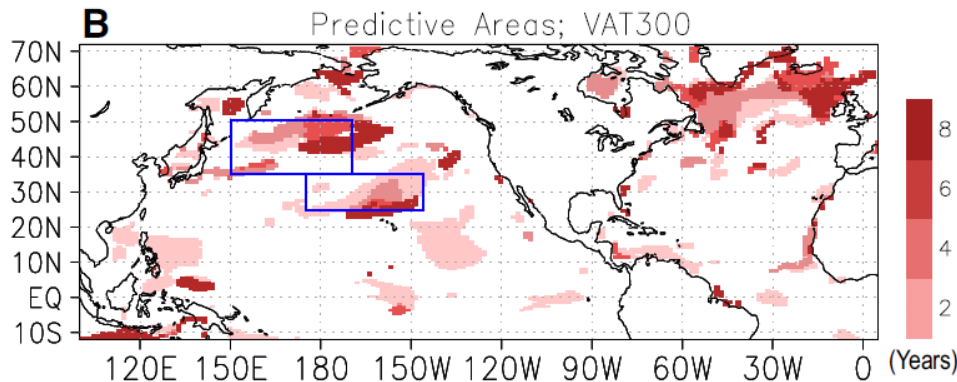 B
Predictive Areas; VAT300
70N
60N
50N
40N
30N
20N
10N
EQ
10S
120E 150E 180 150W 120W 90W 60W 30W 0
8
6
4
2
(Years)